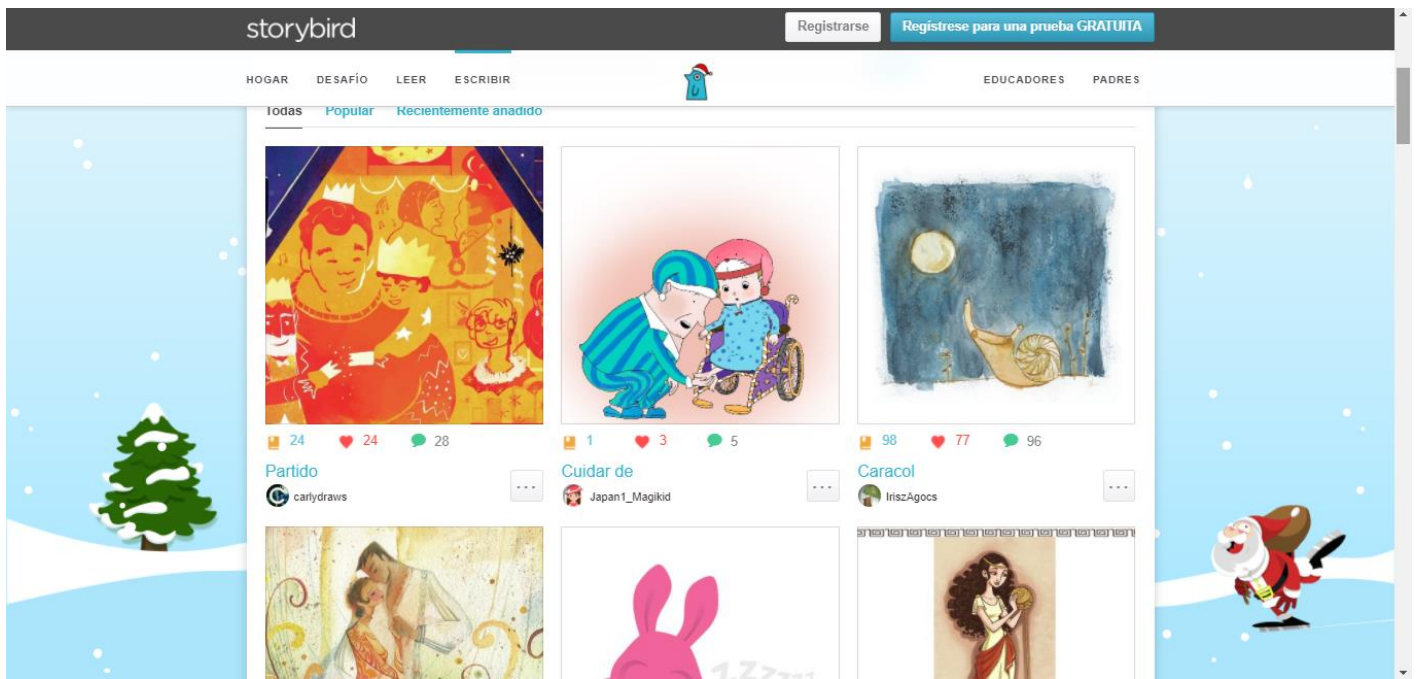 storybird
Registrarse
Regístrese para una prueba GRATUITA
HOGAR DESAFÍO LEER ESCRIBIR EDUCADORES PADRES
Todas Popular Recientemente añadido
24 24 28
1 3 5
98 77 96
Partido
carlydraws
Cuidar de
Japan1_Magikid
Caracol
IriszAgocs